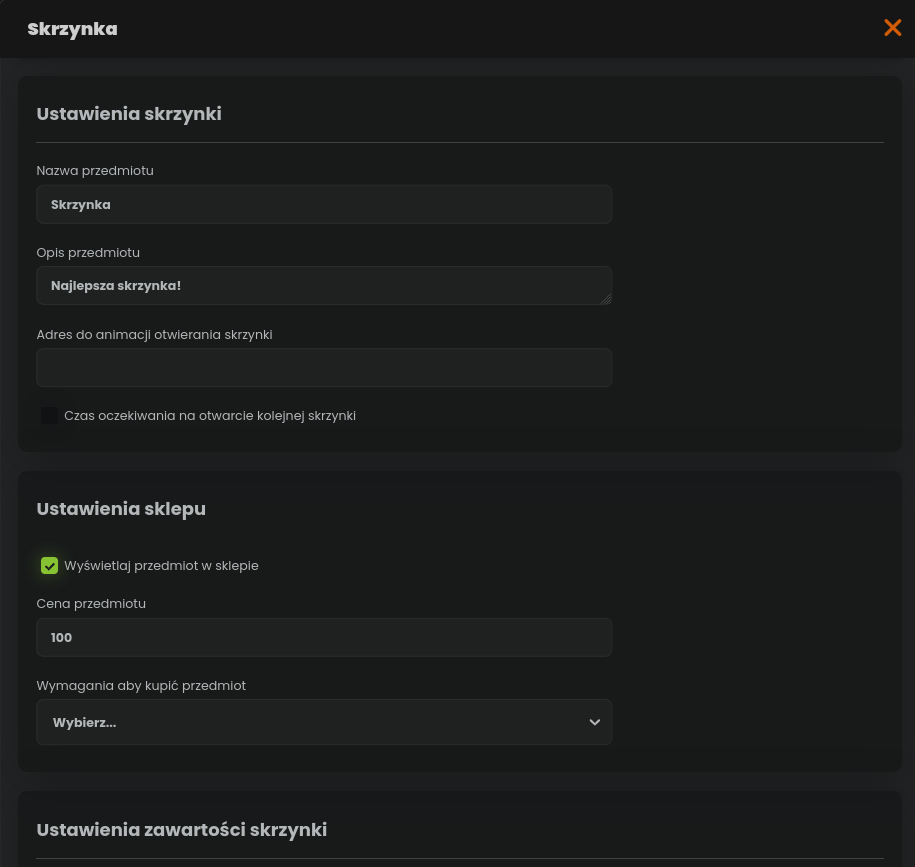 Skrzynka
Ustawienia skrzynki
Nazwa przedmiotu
Skrzynka
Opis przedmiotu
Najlepsza skrzynka!
Adres do animacji otwierania skrzynki
Czas oczekiwania na otwarcie kolejnej skrzynki
Ustawienia sklepu
Wyświetlaj przedmiot w sklepie
Cena przedmiotu
100
Wymagania aby kupić przedmiot
Wybierz...
Ustawienia zawartości skrzynki